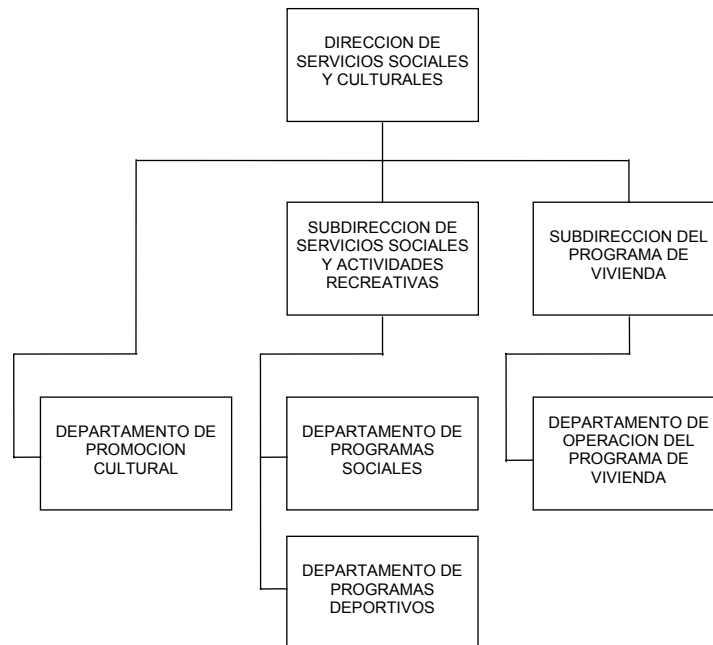 DIRECCION DE
SERVICIOS SOCIALES
Y CULTURALES
SUBDIRECCION DE
SERVICIOS SOCIALES
Y ACTIVIDADES
RECREATIVAS
SUBDIRECCION DEL
PROGRAMA DE
VIVIENDA
DEPARTAMENTO DE
PROMOCION
CULTURAL
DEPARTAMENTO DE
PROGRAMAS
SOCIALES
DEPARTAMENTO DE
OPERACION DEL
PROGRAMA DE
VIVIENDA
DEPARTAMENTO DE
PROGRAMAS
DEPORTIVOS